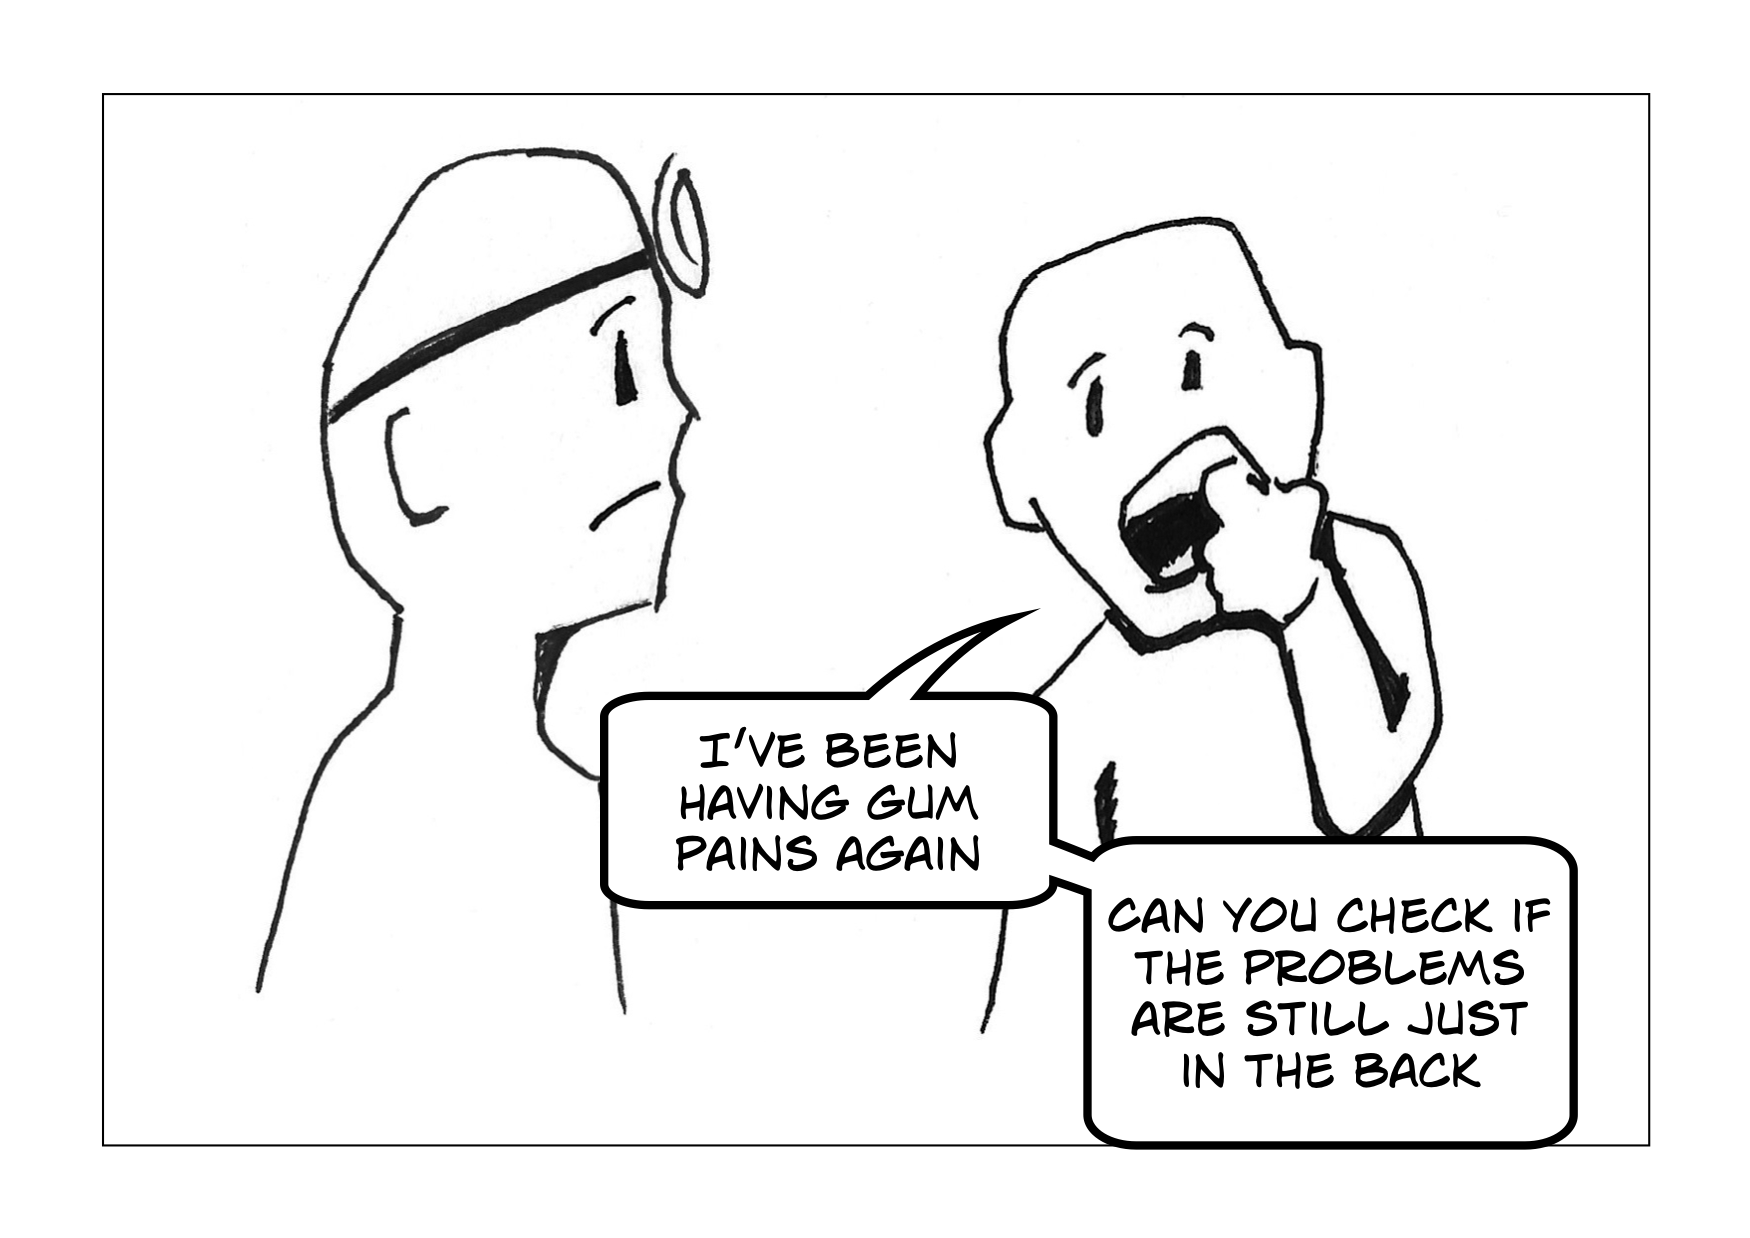 I'VE BEEN
HAVING GUM
PAINS AGAIN
CAN YOU CHECK IF
THE PROBLEMS
ARE STILL JUST
IN THE BACK